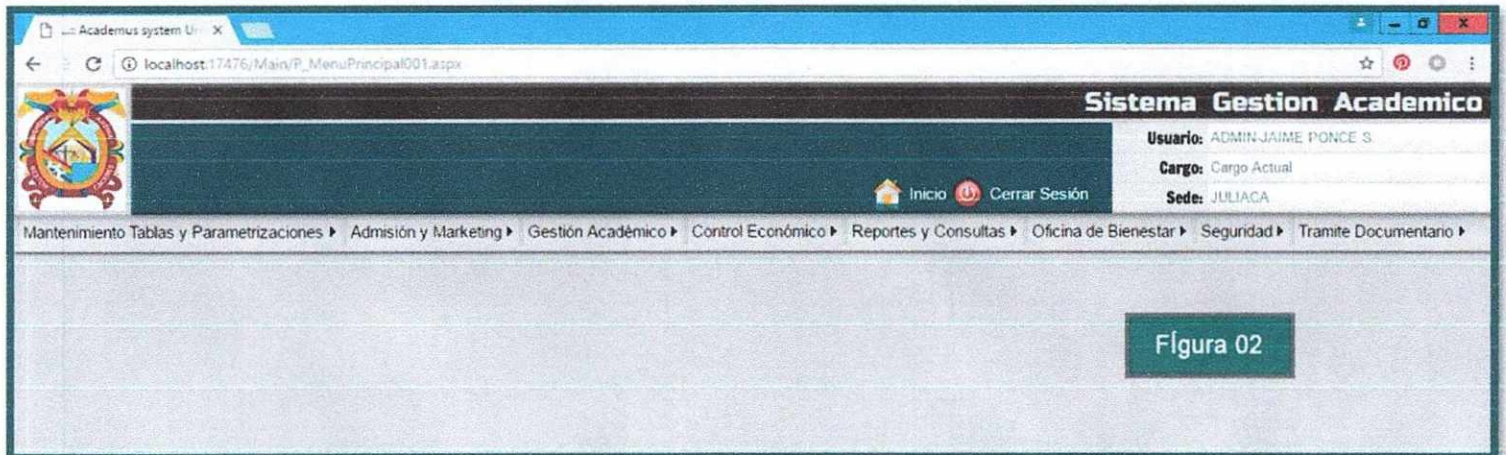 Academus system Un
localhost:17476/Main/P_MenuPrincipal001.aspx
Sistema Gestion Academico
Usuario: ADMIN-JAIME PONCE S.
Cargo: Cargo Actual
Inicio Cerrar Sesión
Sede: JULIACA
Mantenimiento Tablas y Parametrizaciones Admisión y Marketing Gestión Académico Control Económico Reportes y Consultas Oficina de Bienestar Seguridad Tramite Documentario
FÍgura 02